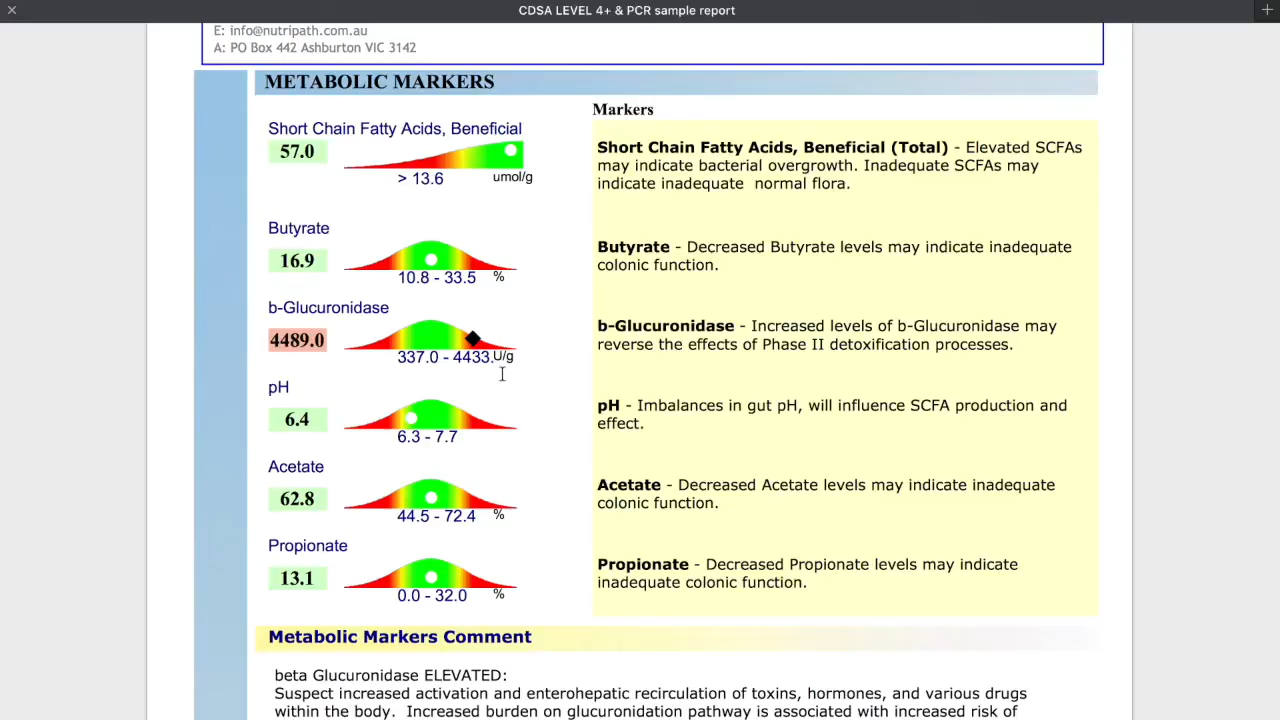 CDSA LEVEL 4+ & PCR sample report
E: info@nutripath.com.au
A: PO Box 442 Ashburton VIC 3142
METABOLIC MARKERS
Markers
Short Chain Fatty Acids, Beneficial
57.0
> 13.6
umol/g
Short Chain Fatty Acids, Beneficial (Total) - Elevated SCFAs
may indicate bacterial overgrowth. Inadequate SCFAs may
indicate inadequate normal flora.
Butyrate
16.9
10.8 - 33.5
%
Butyrate - Decreased Butyrate levels may indicate inadequate
colonic function.
b-Glucuronidase
4489.0
337.0 - 4433.
U/g
b-Glucuronidase - Increased levels of b-Glucuronidase may
reverse the effects of Phase II detoxification processes.
pH
6.4
6.3 - 7.7
pH - Imbalances in gut pH, will influence SCFA production and
effect.
Acetate
62.8
44.5 - 72.4
%
Acetate - Decreased Acetate levels may indicate inadequate
colonic function.
Propionate
13.1
0.0 - 32.0
%
Propionate - Decreased Propionate levels may indicate
inadequate colonic function.
Metabolic Markers Comment
beta Glucuronidase ELEVATED:
Suspect increased activation and enterohepatic recirculation of toxins, hormones, and various drugs
within the body. Increased burden on glucuronidation pathway is associated with increased risk of